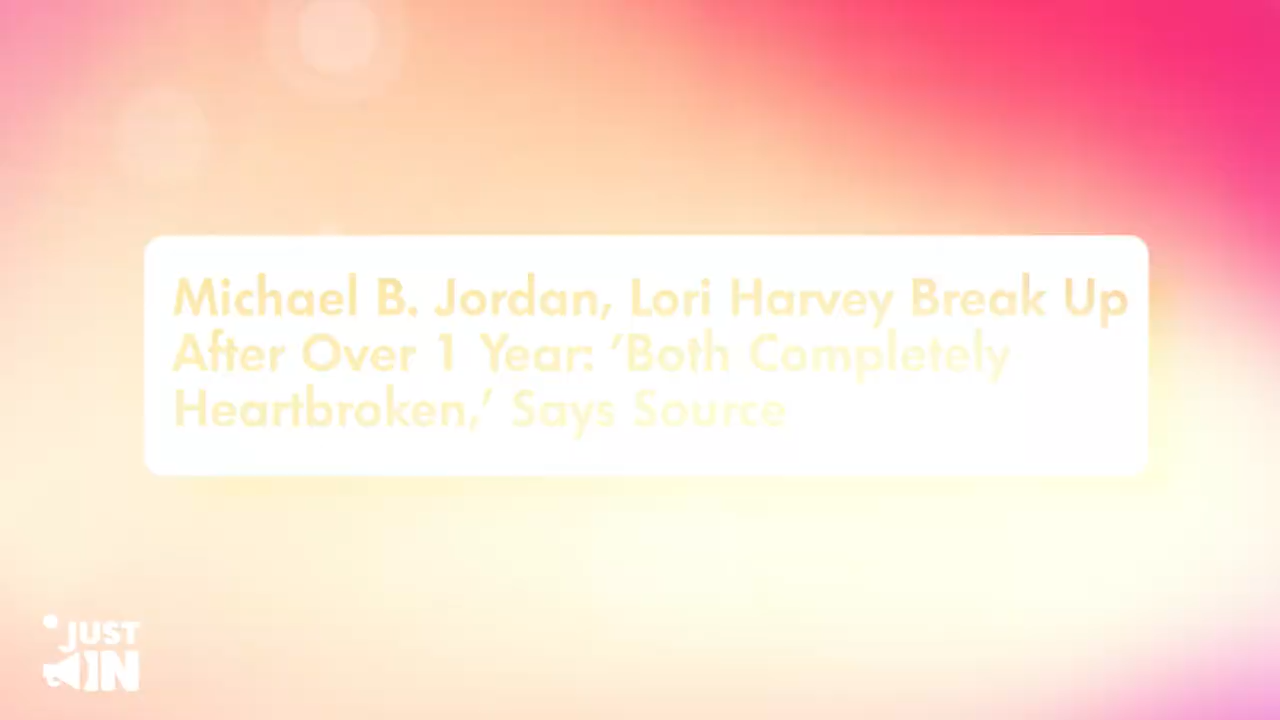 Michael B. Jordan, Lori Harvey Break Up
After Over 1 Year: ‘Both Completely
Heartbroken,’ Says Source
JUST
IN